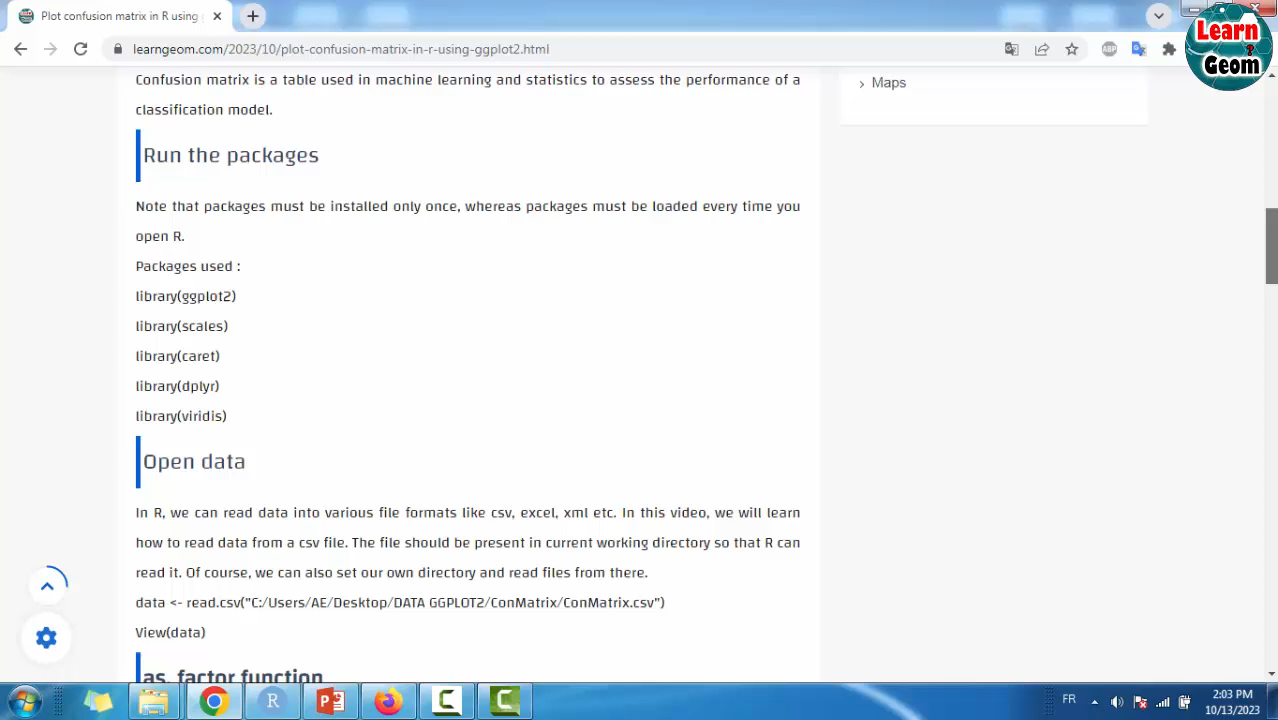 Plot confusion matrix in R using
learngeom.com/2023/10/plot-confusion-matrix-in-r-using-ggplot2.html
ABP
Learn
?
Geom
Confusion matrix is a table used in machine learning and statistics to assess the performance of a
classification model.
Maps
Run the packages
Note that packages must be installed only once, whereas packages must be loaded every time you
open R.
Packages used :
library(ggplot2)
library(scales)
library(caret)
library(dplyr)
library(viridis)
Open data
In R, we can read data into various file formats like csv, excel, xml etc. In this video, we will learn
how to read data from a csv file. The file should be present in current working directory so that R can
read it. Of course, we can also set our own directory and read files from there.
data <- read.csv("C:/Users/AE/Desktop/DATA GGPLOT2/ConMatrix/ConMatrix.csv")
View(data)
as. factor function
R
FR
2:03 PM
10/13/2023